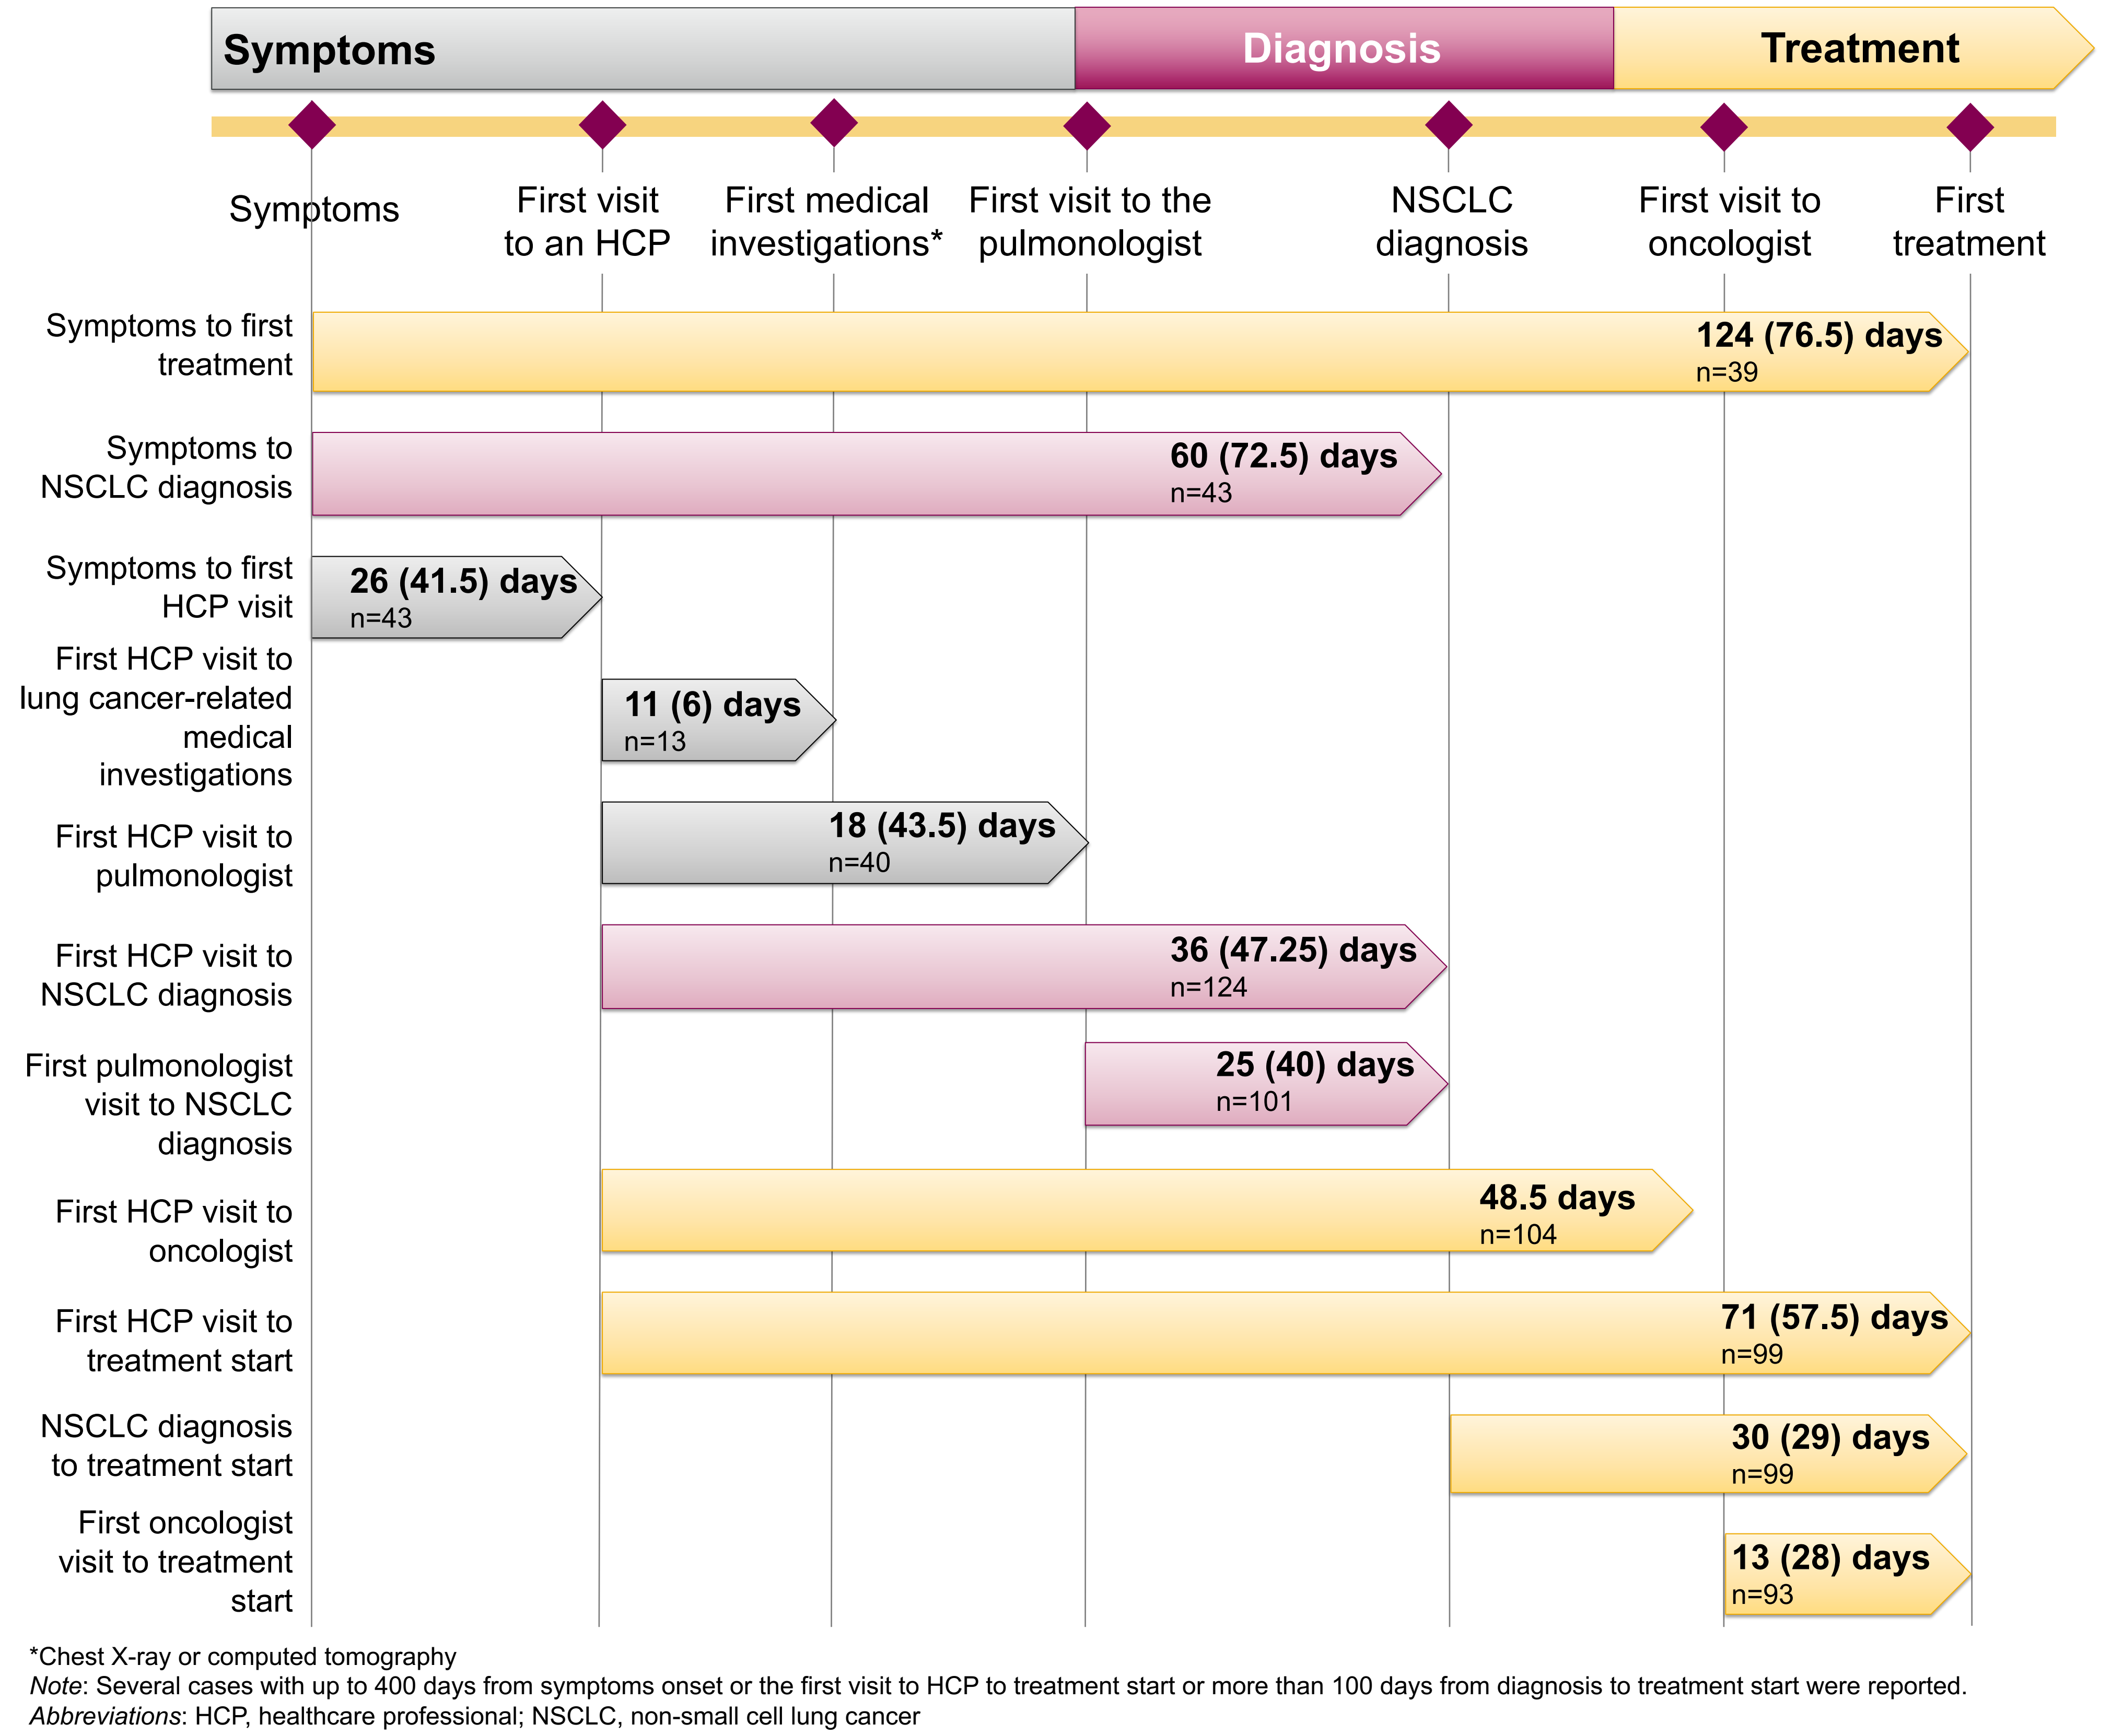 Symptoms
Diagnosis
Treatment
Symptoms
First visit
to an HCP
First medical
investigations*
First visit to the
pulmonologist
NSCLC
diagnosis
First visit to
oncologist
First
treatment
Symptoms to first
treatment
124 (76.5) days
n=39
Symptoms to
NSCLC diagnosis
60 (72.5) days
n=43
Symptoms to first
HCP visit
26 (41.5) days
n=43
First HCP visit to
lung cancer-related
medical
investigations
11 (6) days
n=13
First HCP visit to
pulmonologist
18 (43.5) days
n=40
First HCP visit to
NSCLC diagnosis
36 (47.25) days
n=124
First pulmonologist
visit to NSCLC
diagnosis
25 (40) days
n=101
First HCP visit to
oncologist
48.5 days
n=104
First HCP visit to
treatment start
71 (57.5) days
n=99
NSCLC diagnosis
to treatment start
30 (29) days
n=99
First oncologist
visit to treatment
start
13 (28) days
n=93
*Chest X-ray or computed tomography
Note: Several cases with up to 400 days from symptoms onset or the first visit to HCP to treatment start or more than 100 days from diagnosis to treatment start were reported.
Abbreviations: HCP, healthcare professional; NSCLC, non-small cell lung cancer